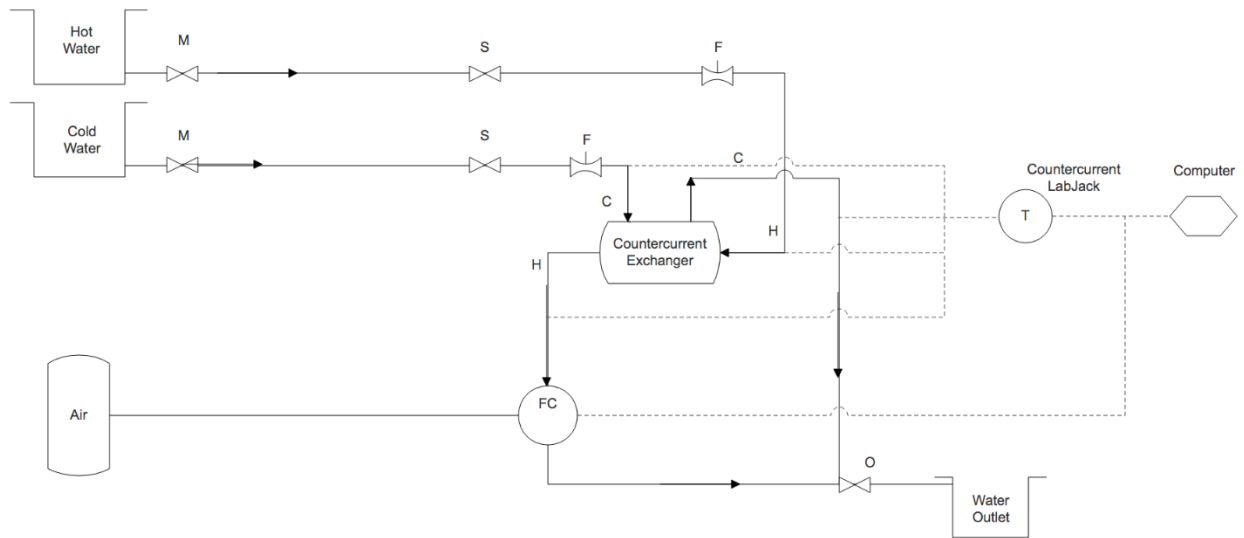 Hot
Water
M
S
F
Cold
Water
M
S
F
C
Countercurrent
LabJack
Computer
T
C
H
Countercurrent
Exchanger
H
Air
FC
O
Water
Outlet